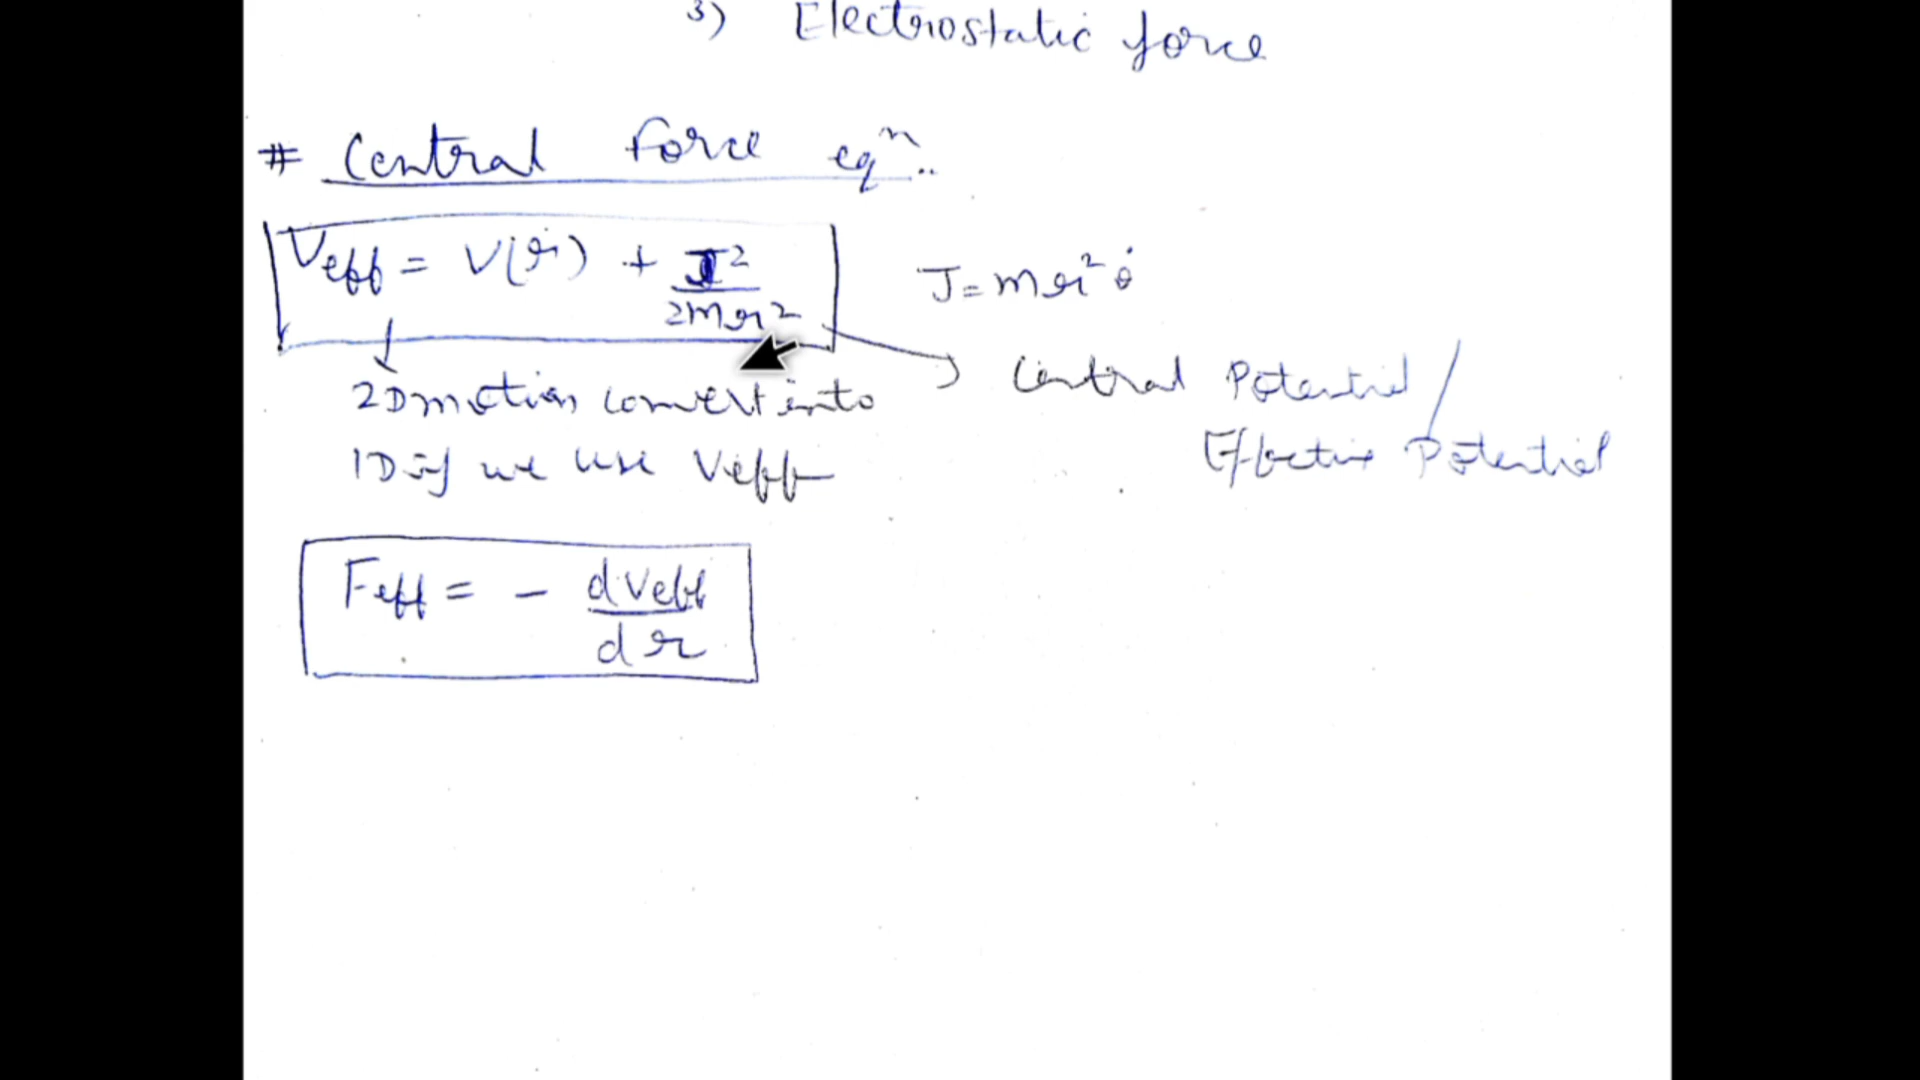 3) Electrostatic force
# Central Force eqⁿ..
Veff = V(r) + J²/2mr²
J = mr²θ̇
Central Potential /
Effective Potential
2D motion convert into
1D if we use Veff
Feff = - dVeff/dr